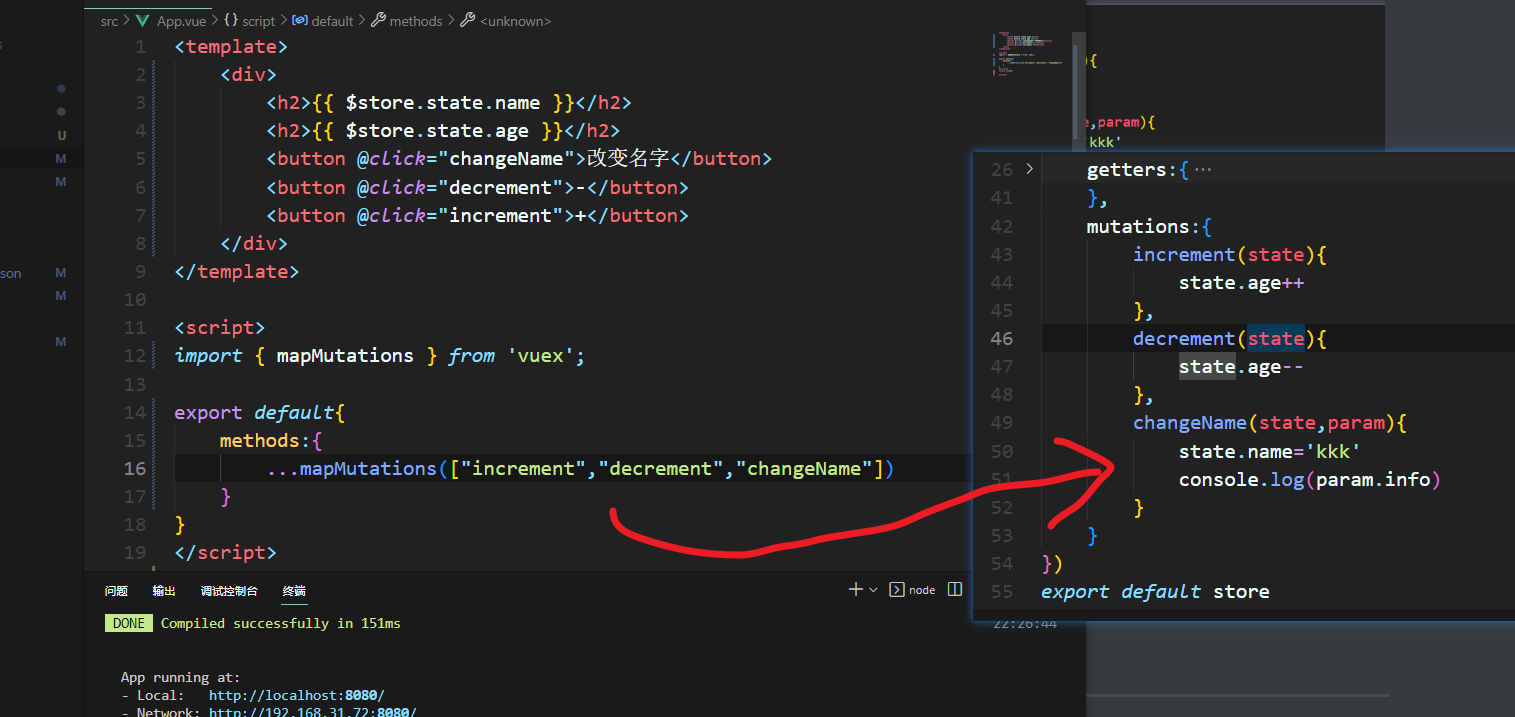 src > App.vue > {} script > default > methods > <unknown>
1 <template>
2 <div>
3 <h2>{{ $store.state.name }}</h2>
4 <h2>{{ $store.state.age }}</h2>
5 <button @click="changeName">改变名字</button>
6 <button @click="decrement">-</button>
7 <button @click="increment">+</button>
8 </div>
9 </template>
10
11 <script>
12 import { mapMutations } from 'vuex';
13
14 export default{
15 methods:{
16 ...mapMutations(["increment","decrement","changeName"])
17 }
18 }
19 </script>
U
M
M
son M
M
M
问题 输出 调试控制台 终端
node
DONE Compiled successfully in 151ms
22:26:44
App running at:
- Local: http://localhost:8080/
- Network: http://192.168.31.72:8080/
){
,param){
'kkk'
26 > getters:{ ···
41 },
42 mutations:{
43 increment(state){
44 state.age++
45 },
46 decrement(state){
47 state.age--
48 },
49 changeName(state,param){
50 state.name='kkk'
51 console.log(param.info)
52 }
53 }
54 })
55 export default store